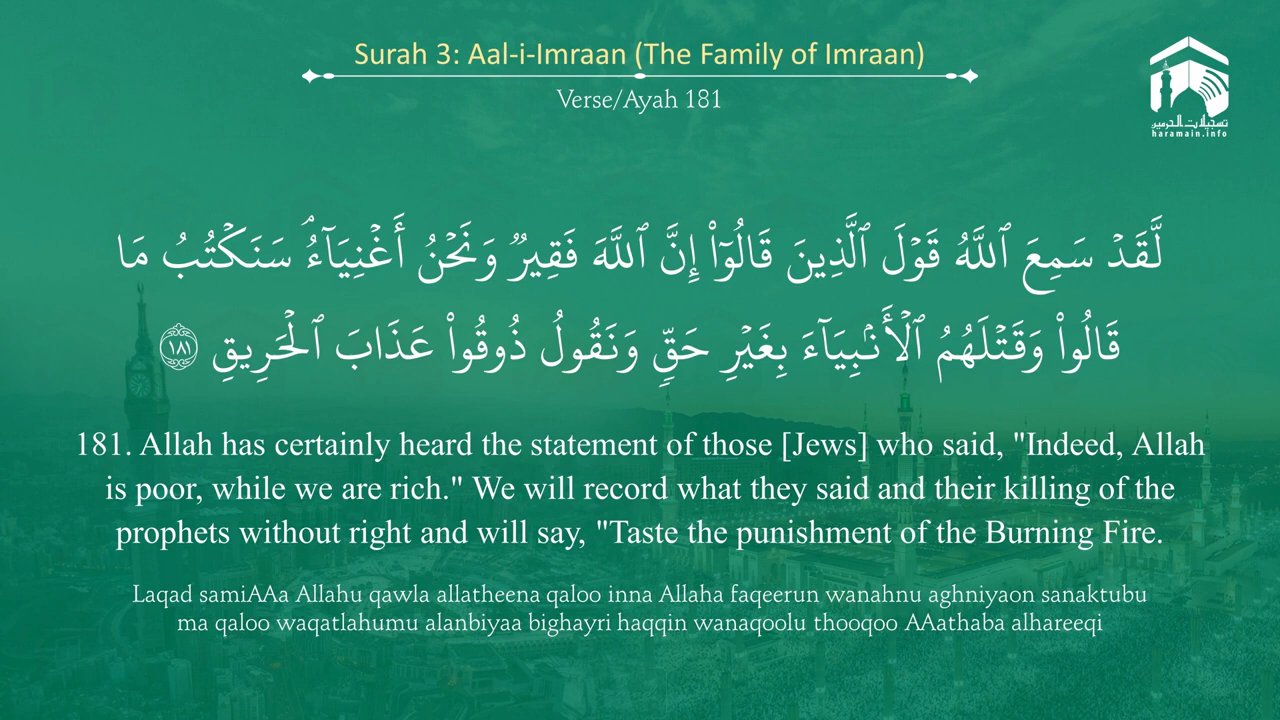 Surah 3: Aal-i-Imraan (The Family of Imraan)
Verse/Ayah 181
تسجيلات الحرمين
haramain.info
لَّقَدۡ سَمِعَ ٱللَّهُ قَوۡلَ ٱلَّذِينَ قَالُوٓاْ إِنَّ ٱللَّهَ فَقِيرٞ وَنَحۡنُ أَغۡنِيَآءُۘ سَنَكۡتُبُ مَا
قَالُواْ وَقَتۡلَهُمُ ٱلۡأَنۢبِيَآءَ بِغَيۡرِ حَقّٖ وَنَقُولُ ذُوقُواْ عَذَابَ ٱلۡحَرِيقِ ١٨١
181. Allah has certainly heard the statement of those [Jews] who said, "Indeed, Allah
is poor, while we are rich." We will record what they said and their killing of the
prophets without right and will say, "Taste the punishment of the Burning Fire.
Laqad samiAAa Allahu qawla allatheena qaloo inna Allaha faqeerun wanahnu aghniyaon sanaktubu
ma qaloo waqatlahumu alanbiyaa bighayri haqqin wanaqoolu thooqoo AAathaba alhareeqi